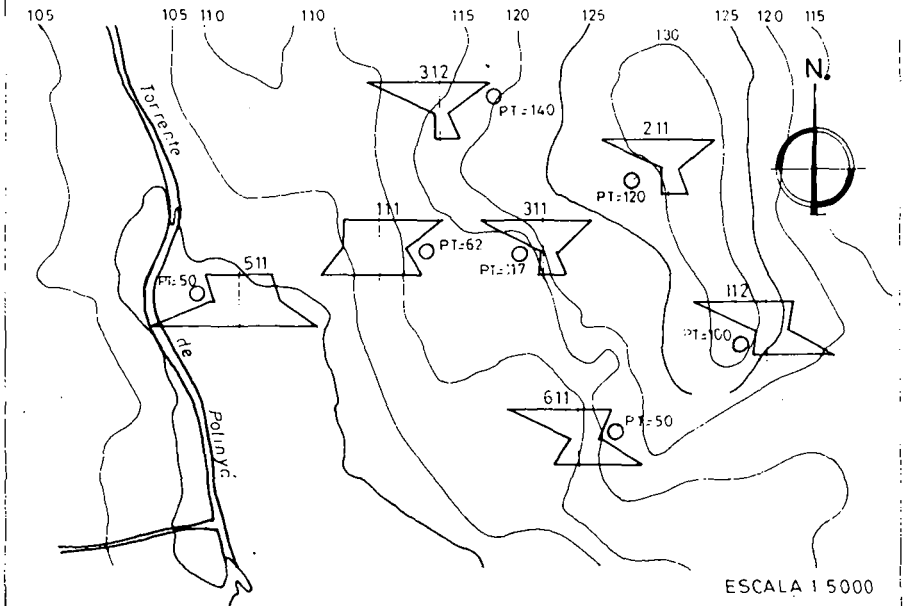 105 105 110 110 115 120 125 125 120 115
130
N.
312
PT=140
211
PT=120
Torrente
111
PT=62
311
PT=117
511
PT=50
112
PT=100
de
611
PT=50
Polinyá
ESCALA 1 5000